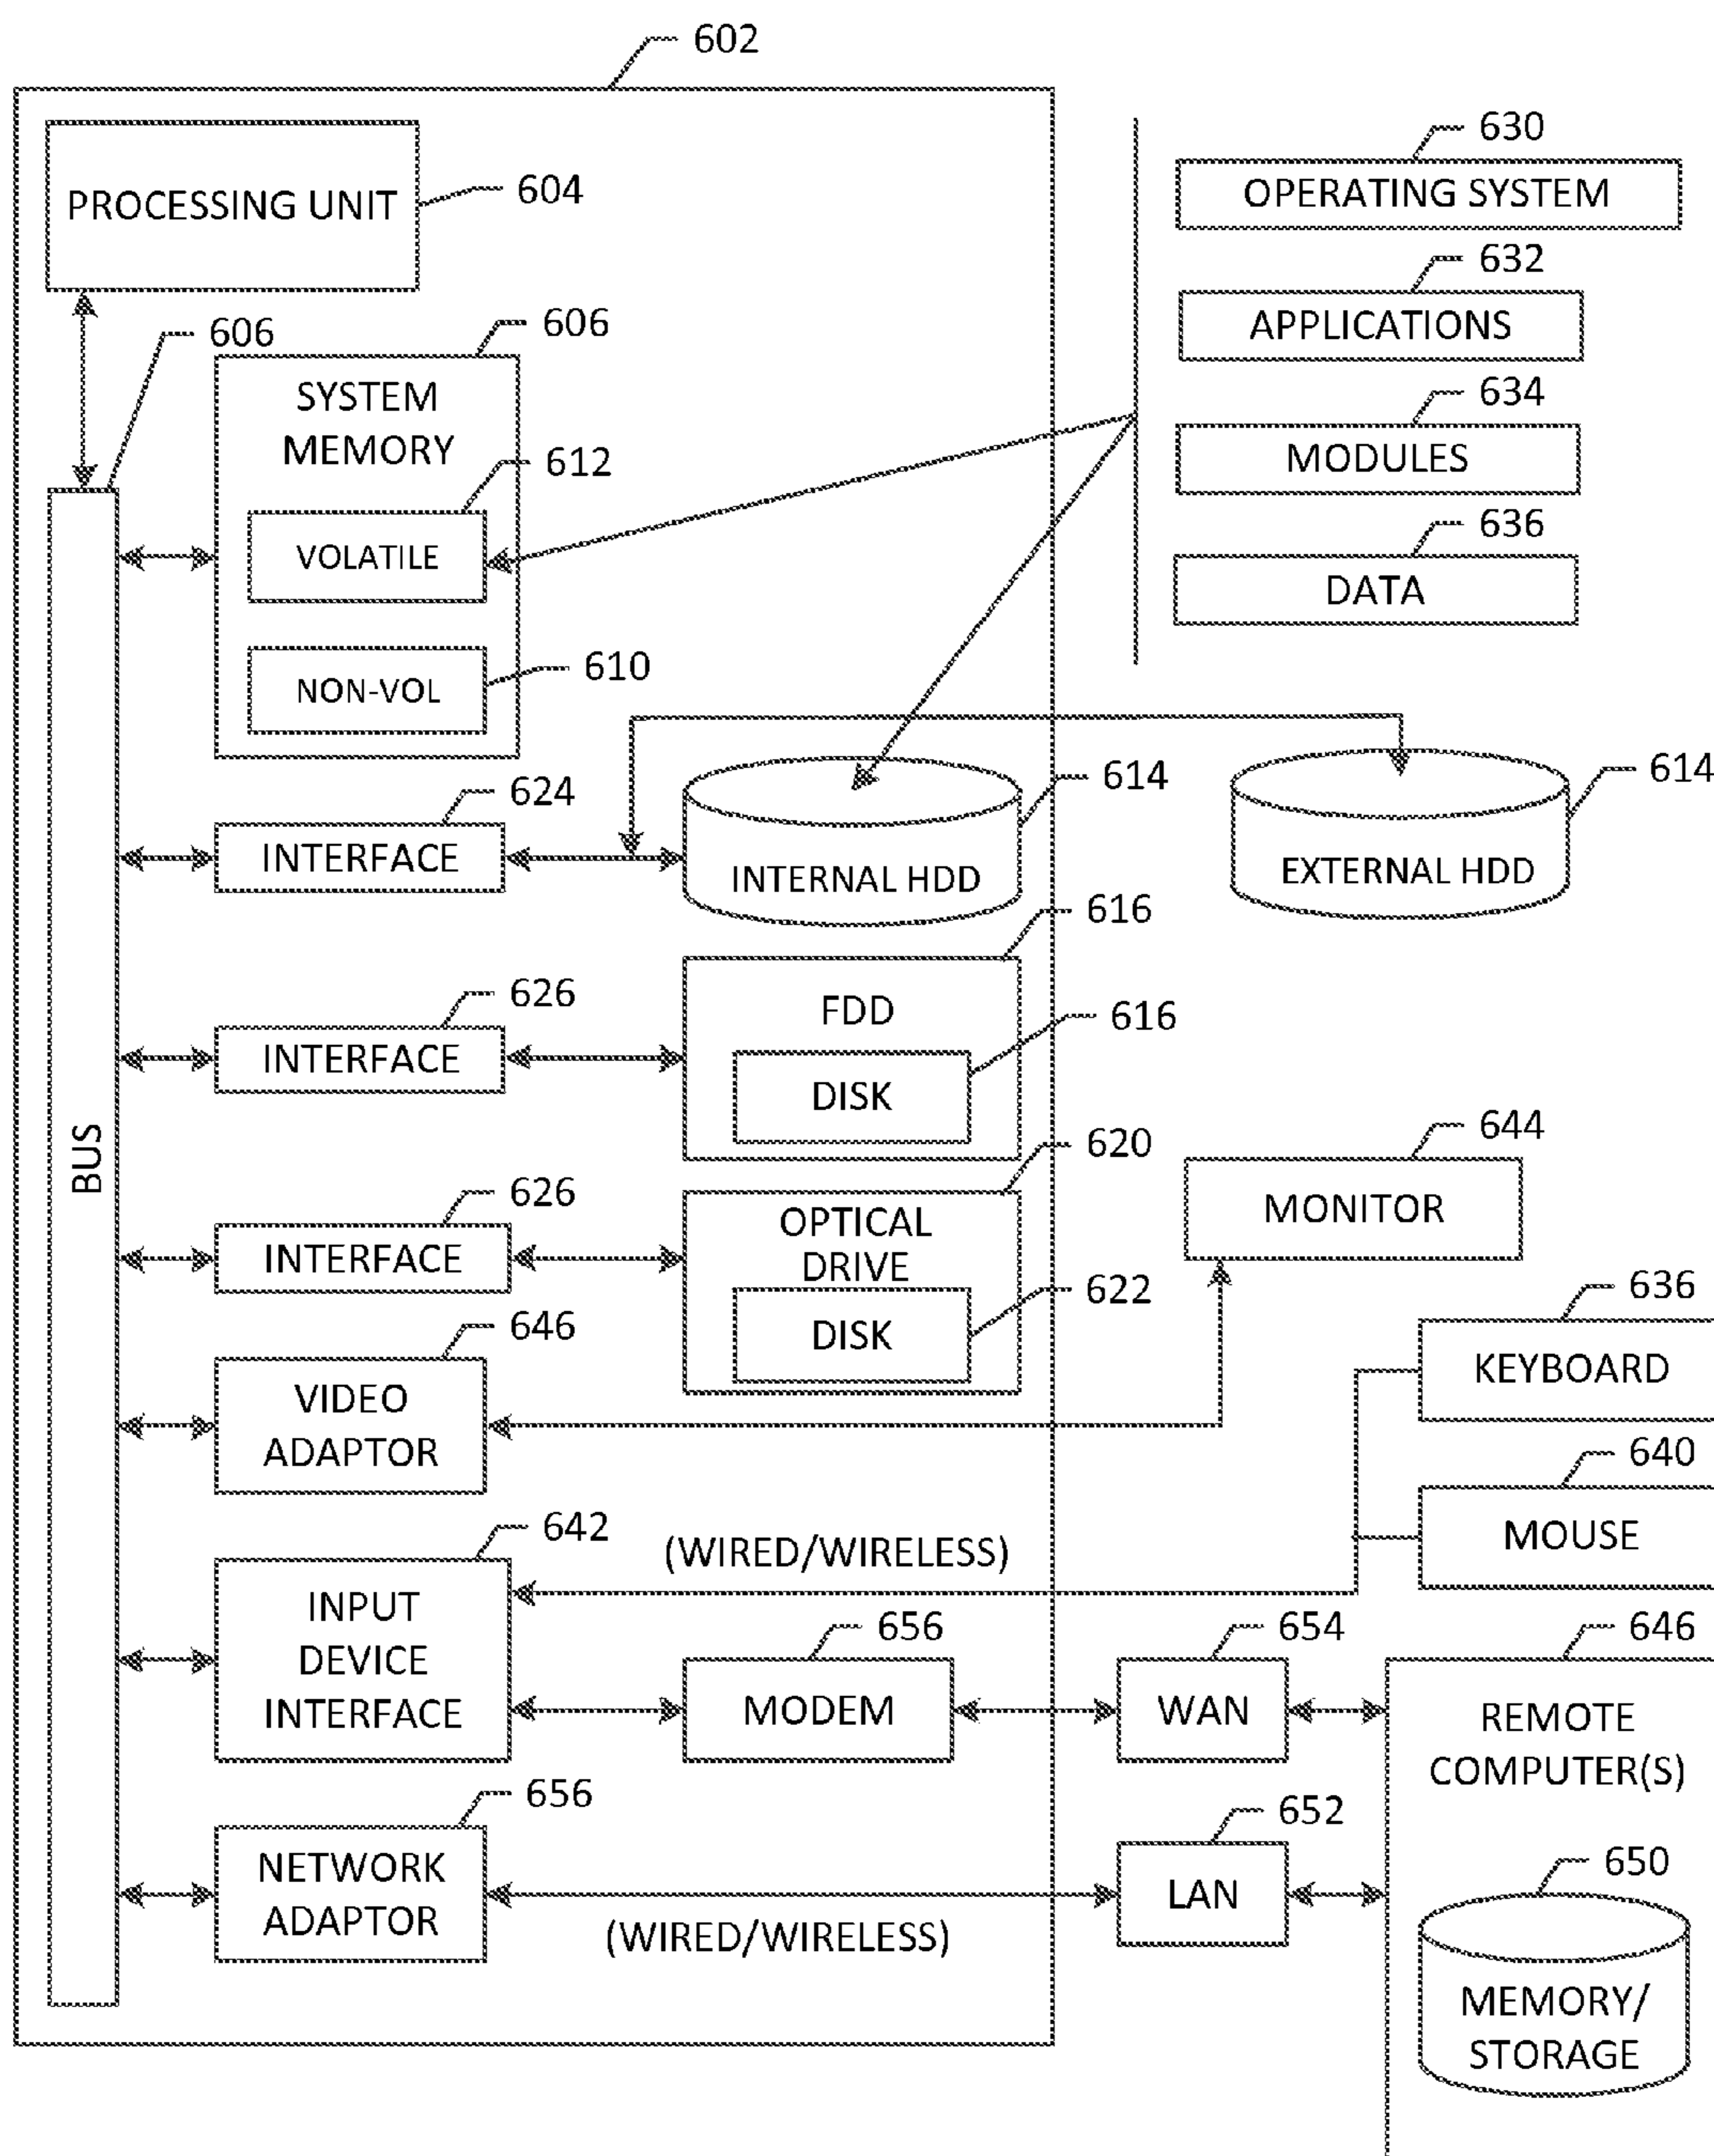 602
PROCESSING UNIT
604
630
OPERATING SYSTEM
632
APPLICATIONS
634
MODULES
636
DATA
606
606
SYSTEM
MEMORY
612
VOLATILE
610
NON-VOL
BUS
624
INTERFACE
614
INTERNAL HDD
614
EXTERNAL HDD
626
INTERFACE
616
FDD
616
DISK
626
INTERFACE
620
OPTICAL
DRIVE
622
DISK
644
MONITOR
646
VIDEO
ADAPTOR
636
KEYBOARD
640
MOUSE
642
INPUT
DEVICE
INTERFACE
(WIRED/WIRELESS)
656
MODEM
654
WAN
646
REMOTE
COMPUTER(S)
656
NETWORK
ADAPTOR
(WIRED/WIRELESS)
652
LAN
650
MEMORY/
STORAGE